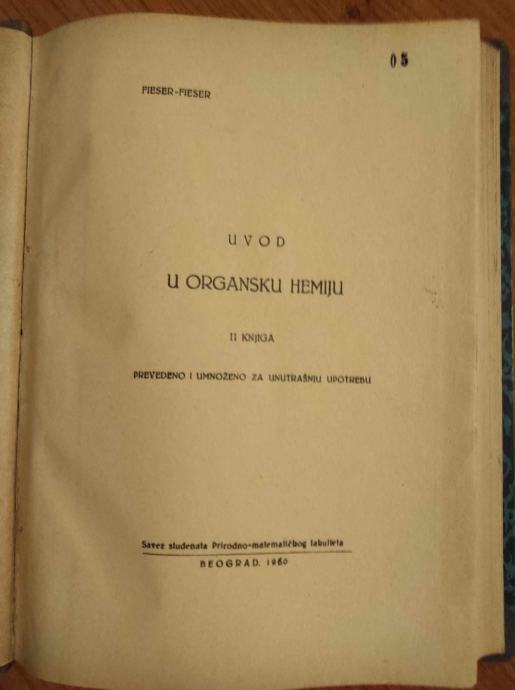 05
FIESER-FIESER
UVOD
U ORGANSKU HEMIJU
II KNJIGA
PREVEDENO I UMNOŽENO ZA UNUTRAŠNJU UPOTREBU
Savez studenata Prirodno-matematičkog fakulteta
BEOGRAD, 1960